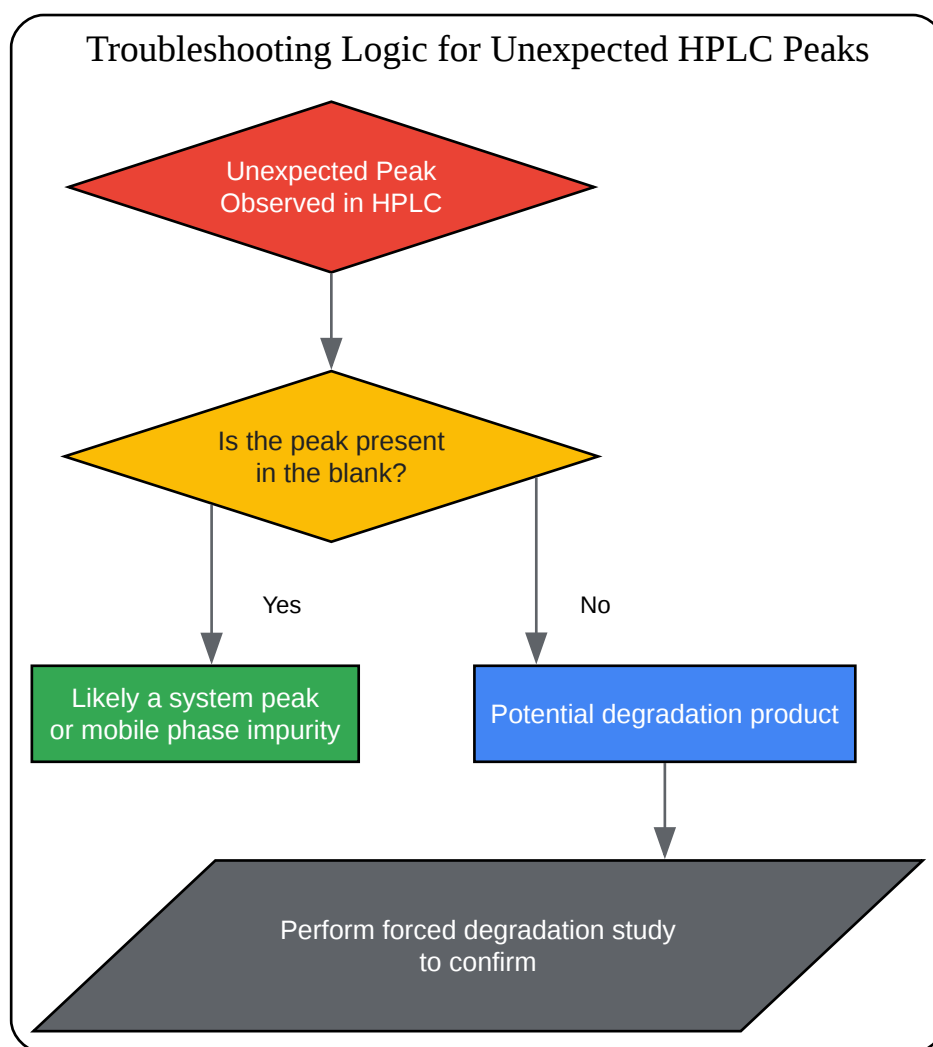 Troubleshooting Logic for Unexpected HPLC Peaks
Unexpected Peak
Observed in HPLC
Is the peak present
in the blank?
Yes
No
Likely a system peak
or mobile phase impurity
Potential degradation product
Perform forced degradation study
to confirm